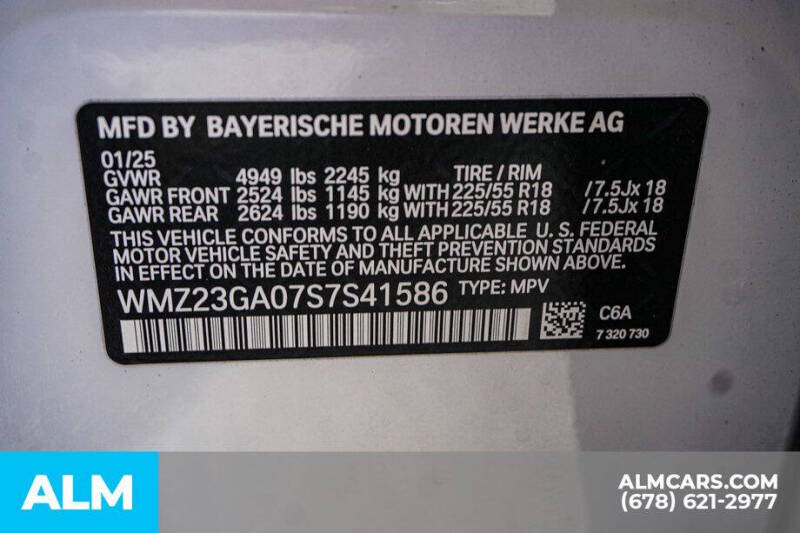 MFD BY BAYERISCHE MOTOREN WERKE AG
01/25
GVWR 4949 lbs 2245 kg TIRE / RIM
GAWR FRONT 2524 lbs 1145 kg WITH 225/55 R18 /7.5Jx 18
GAWR REAR 2624 lbs 1190 kg WITH 225/55 R18 /7.5Jx 18
THIS VEHICLE CONFORMS TO ALL APPLICABLE U. S. FEDERAL
MOTOR VEHICLE SAFETY AND THEFT PREVENTION STANDARDS
IN EFFECT ON THE DATE OF MANUFACTURE SHOWN ABOVE.
WMZ23GA07S7S41586 TYPE: MPV
C6A
7 320 730
ALM
ALMCARS.COM
(678) 621-2977